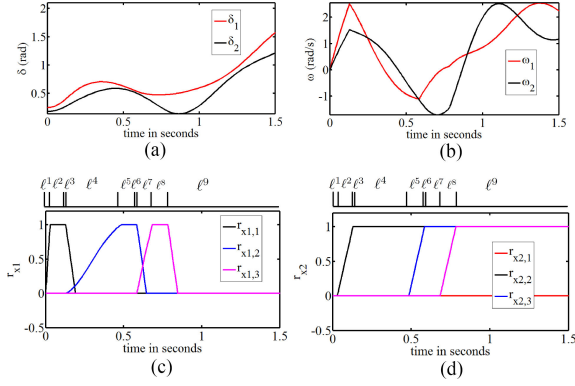 2
1.5
1
0.5
δ (rad)
δ1
δ2
0
0.5
1
1.5
time in seconds
(a)
2
1
0
-1
ω (rad/s)
ω1
ω2
0
0.5
1
1.5
time in seconds
(b)
ℓ1 ℓ2 ℓ3 ℓ4 ℓ5 ℓ6 ℓ7 ℓ8 ℓ9
1
0.5
0
-0.5
rx1
rx1,1
rx1,2
rx1,3
0
0.5
1
1.5
time in seconds
(c)
ℓ1 ℓ2 ℓ3 ℓ4 ℓ5 ℓ6 ℓ7 ℓ8 ℓ9
1
0.5
0
-0.5
rx2
rx2,1
rx2,2
rx2,3
0
0.5
1
1.5
time in seconds
(d)